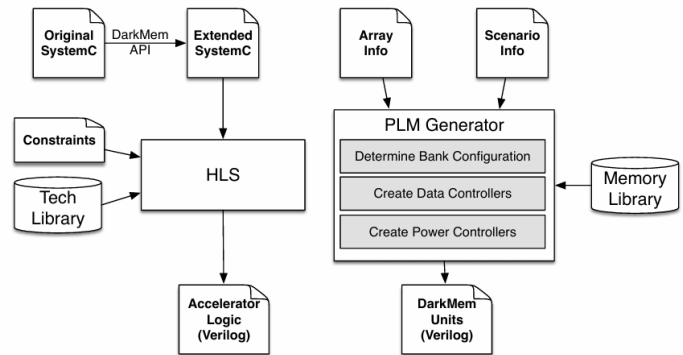 Original
SystemC
DarkMem
API
Extended
SystemC
Array
Info
Scenario
Info
Constraints
Tech
Library
HLS
PLM Generator
Determine Bank Configuration
Create Data Controllers
Create Power Controllers
Memory
Library
Accelerator
Logic
(Verilog)
DarkMem
Units
(Verilog)